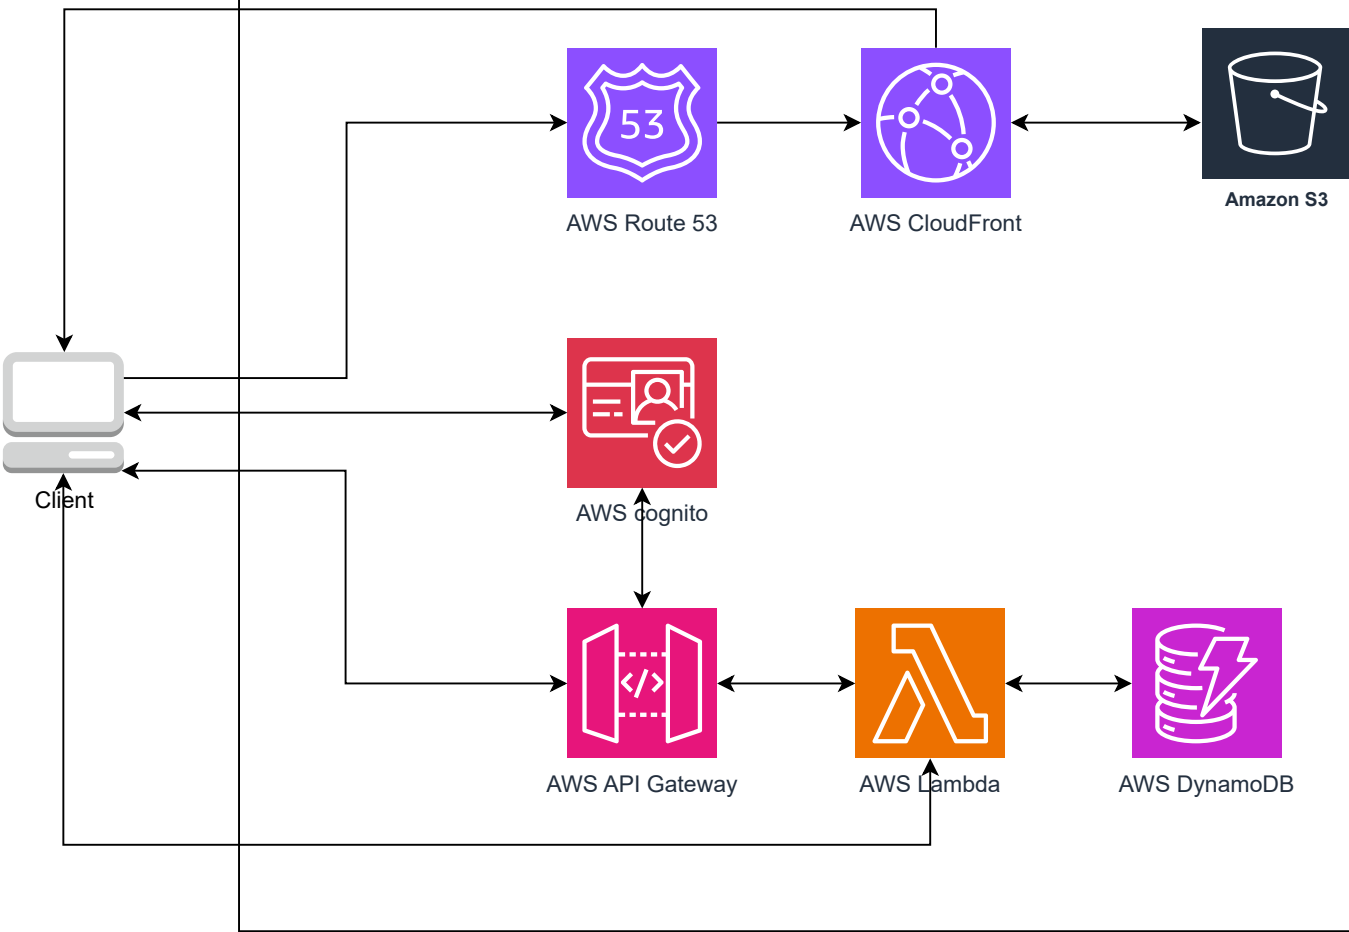 53
AWS Route 53
AWS CloudFront
Amazon S3
Client
AWS cognito
</>
AWS API Gateway
AWS Lambda
AWS DynamoDB